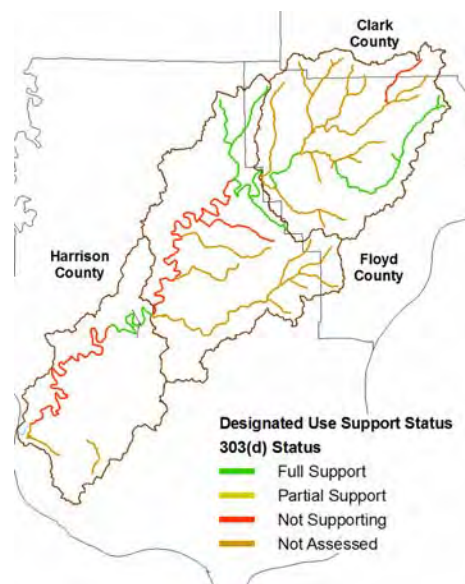 Clark
County
Harrison
County
Floyd
County
Designated Use Support Status
303(d) Status
Full Support
Partial Support
Not Supporting
Not Assessed